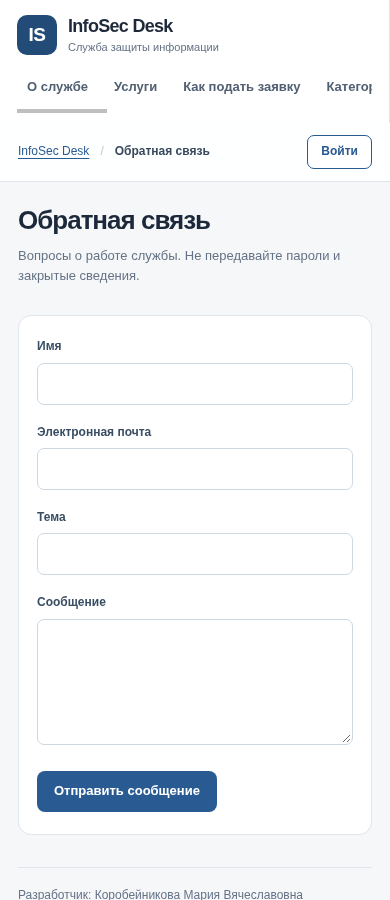 IS
InfoSec Desk
Служба защиты информации
О службе Услуги Как подать заявку Категор
InfoSec Desk / Обратная связь Войти
Обратная связь
Вопросы о работе службы. Не передавайте пароли и
закрытые сведения.
Имя
Электронная почта
Тема
Сообщение
Отправить сообщение
Разработчик: Коробейникова Мария Вячеславовна